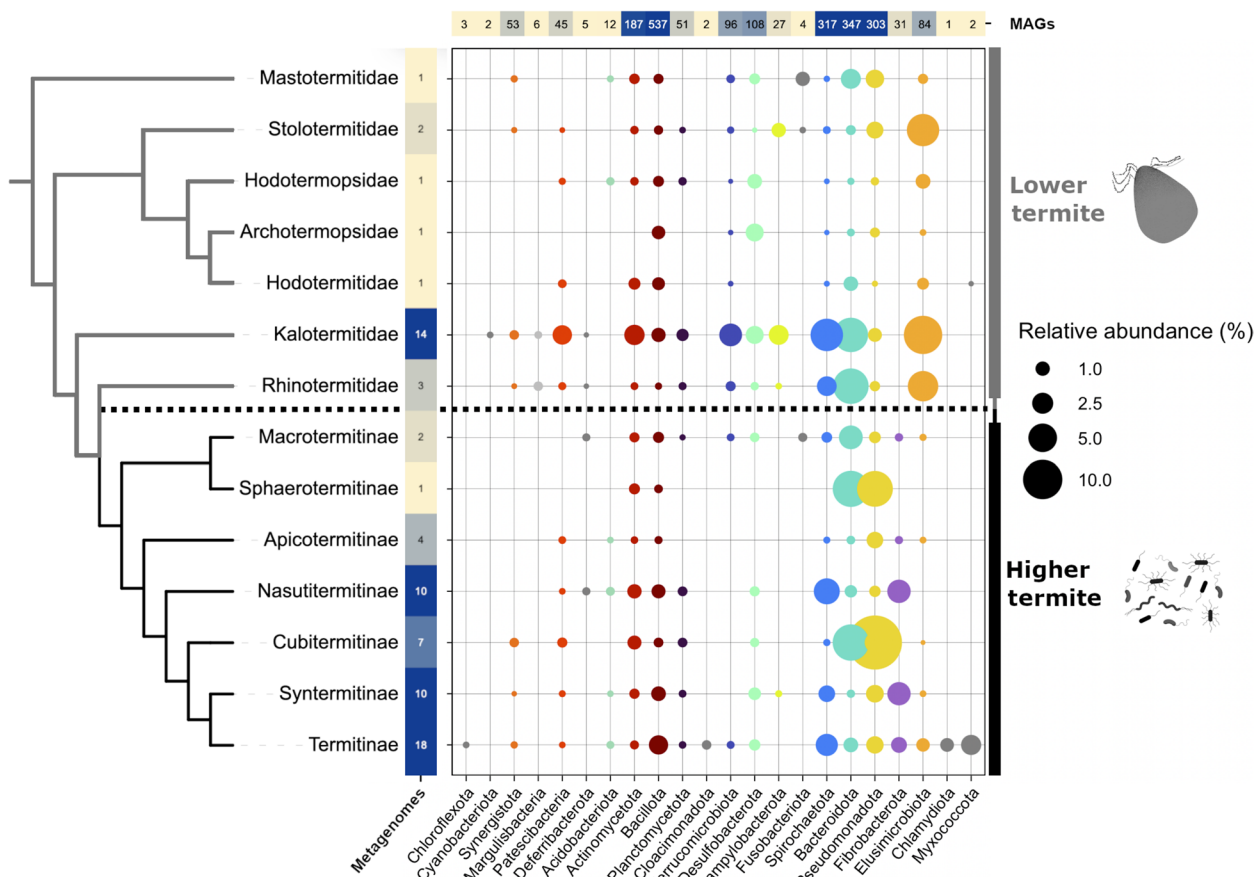 3 2 53 6 45 5 12 187 537 51 2 96 108 27 4 317 347 303 31 84 1 2 MAGs
Mastotermitidae 1
Stolotermitidae 2
Hodotermopsidae 1
Lower
termite
Archotermopsidae 1
Hodotermitidae 1
Kalotermitidae 14
Relative abundance (%)
1.0
Rhinotermitidae 3
2.5
Macrotermitinae 2
5.0
Sphaerotermitinae 1
10.0
Apicotermitinae 4
Nasutitermitinae 10
Higher
termite
Cubitermitinae 7
Syntermitinae 10
Termitinae 18
Metagenomes
Chloroflexota
Cyanobacteriota
Synergistota
Margulisbacteria
Patescibacteria
Deferribacterota
Acidobacteriota
Actinomycetota
Bacillota
Planctomycetota
Cloacimonadota
errucomicrobiota
Desulfobacterota
ampylobacterota
Fusobacteriota
Spirochaetota
Bacteroidota
seudomonadota
Fibrobacterota
Elusimicrobiota
Chlamydiota
Myxococcota